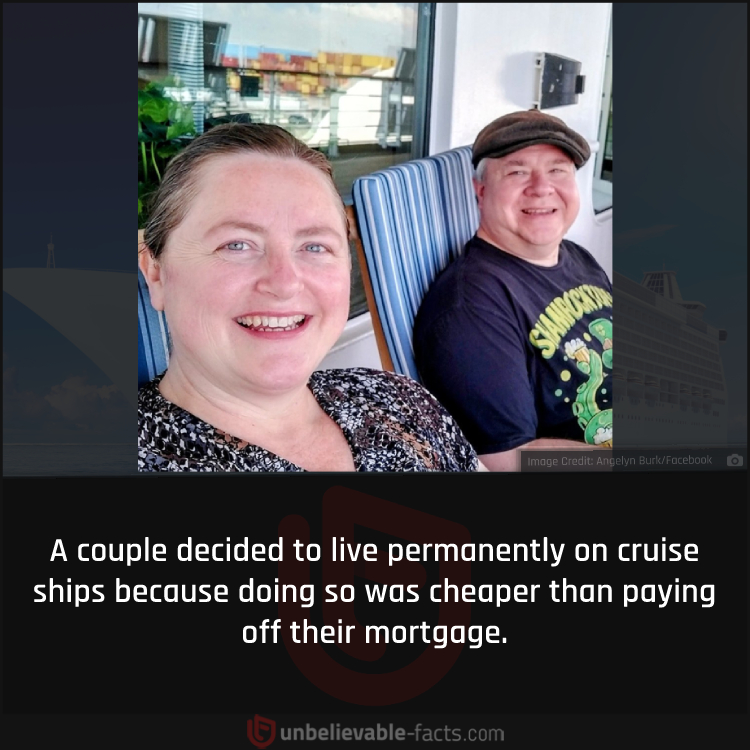 SHAMROCKTOPUS
Image Credit: Angelyn Burk/Facebook
A couple decided to live permanently on cruise
ships because doing so was cheaper than paying
off their mortgage.
unbelievable-facts.com